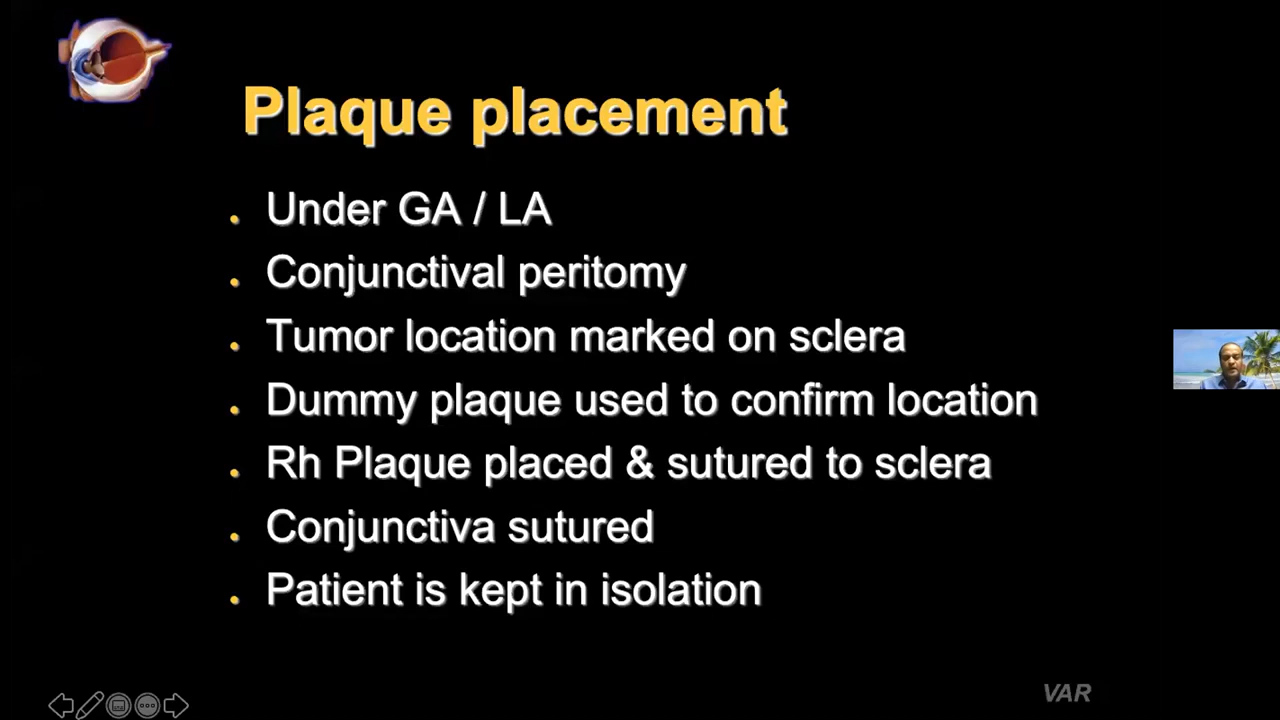 Plaque placement
Under GA / LA
Conjunctival peritomy
Tumor location marked on sclera
Dummy plaque used to confirm location
Rh Plaque placed & sutured to sclera
Conjunctiva sutured
Patient is kept in isolation
VAR